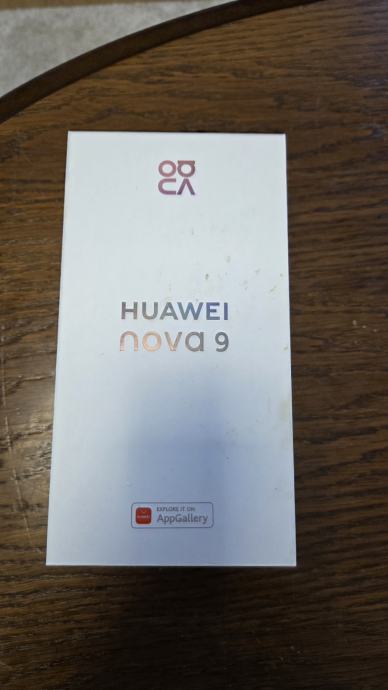 HUAWEI
nova 9
EXPLORE IT ON
AppGallery